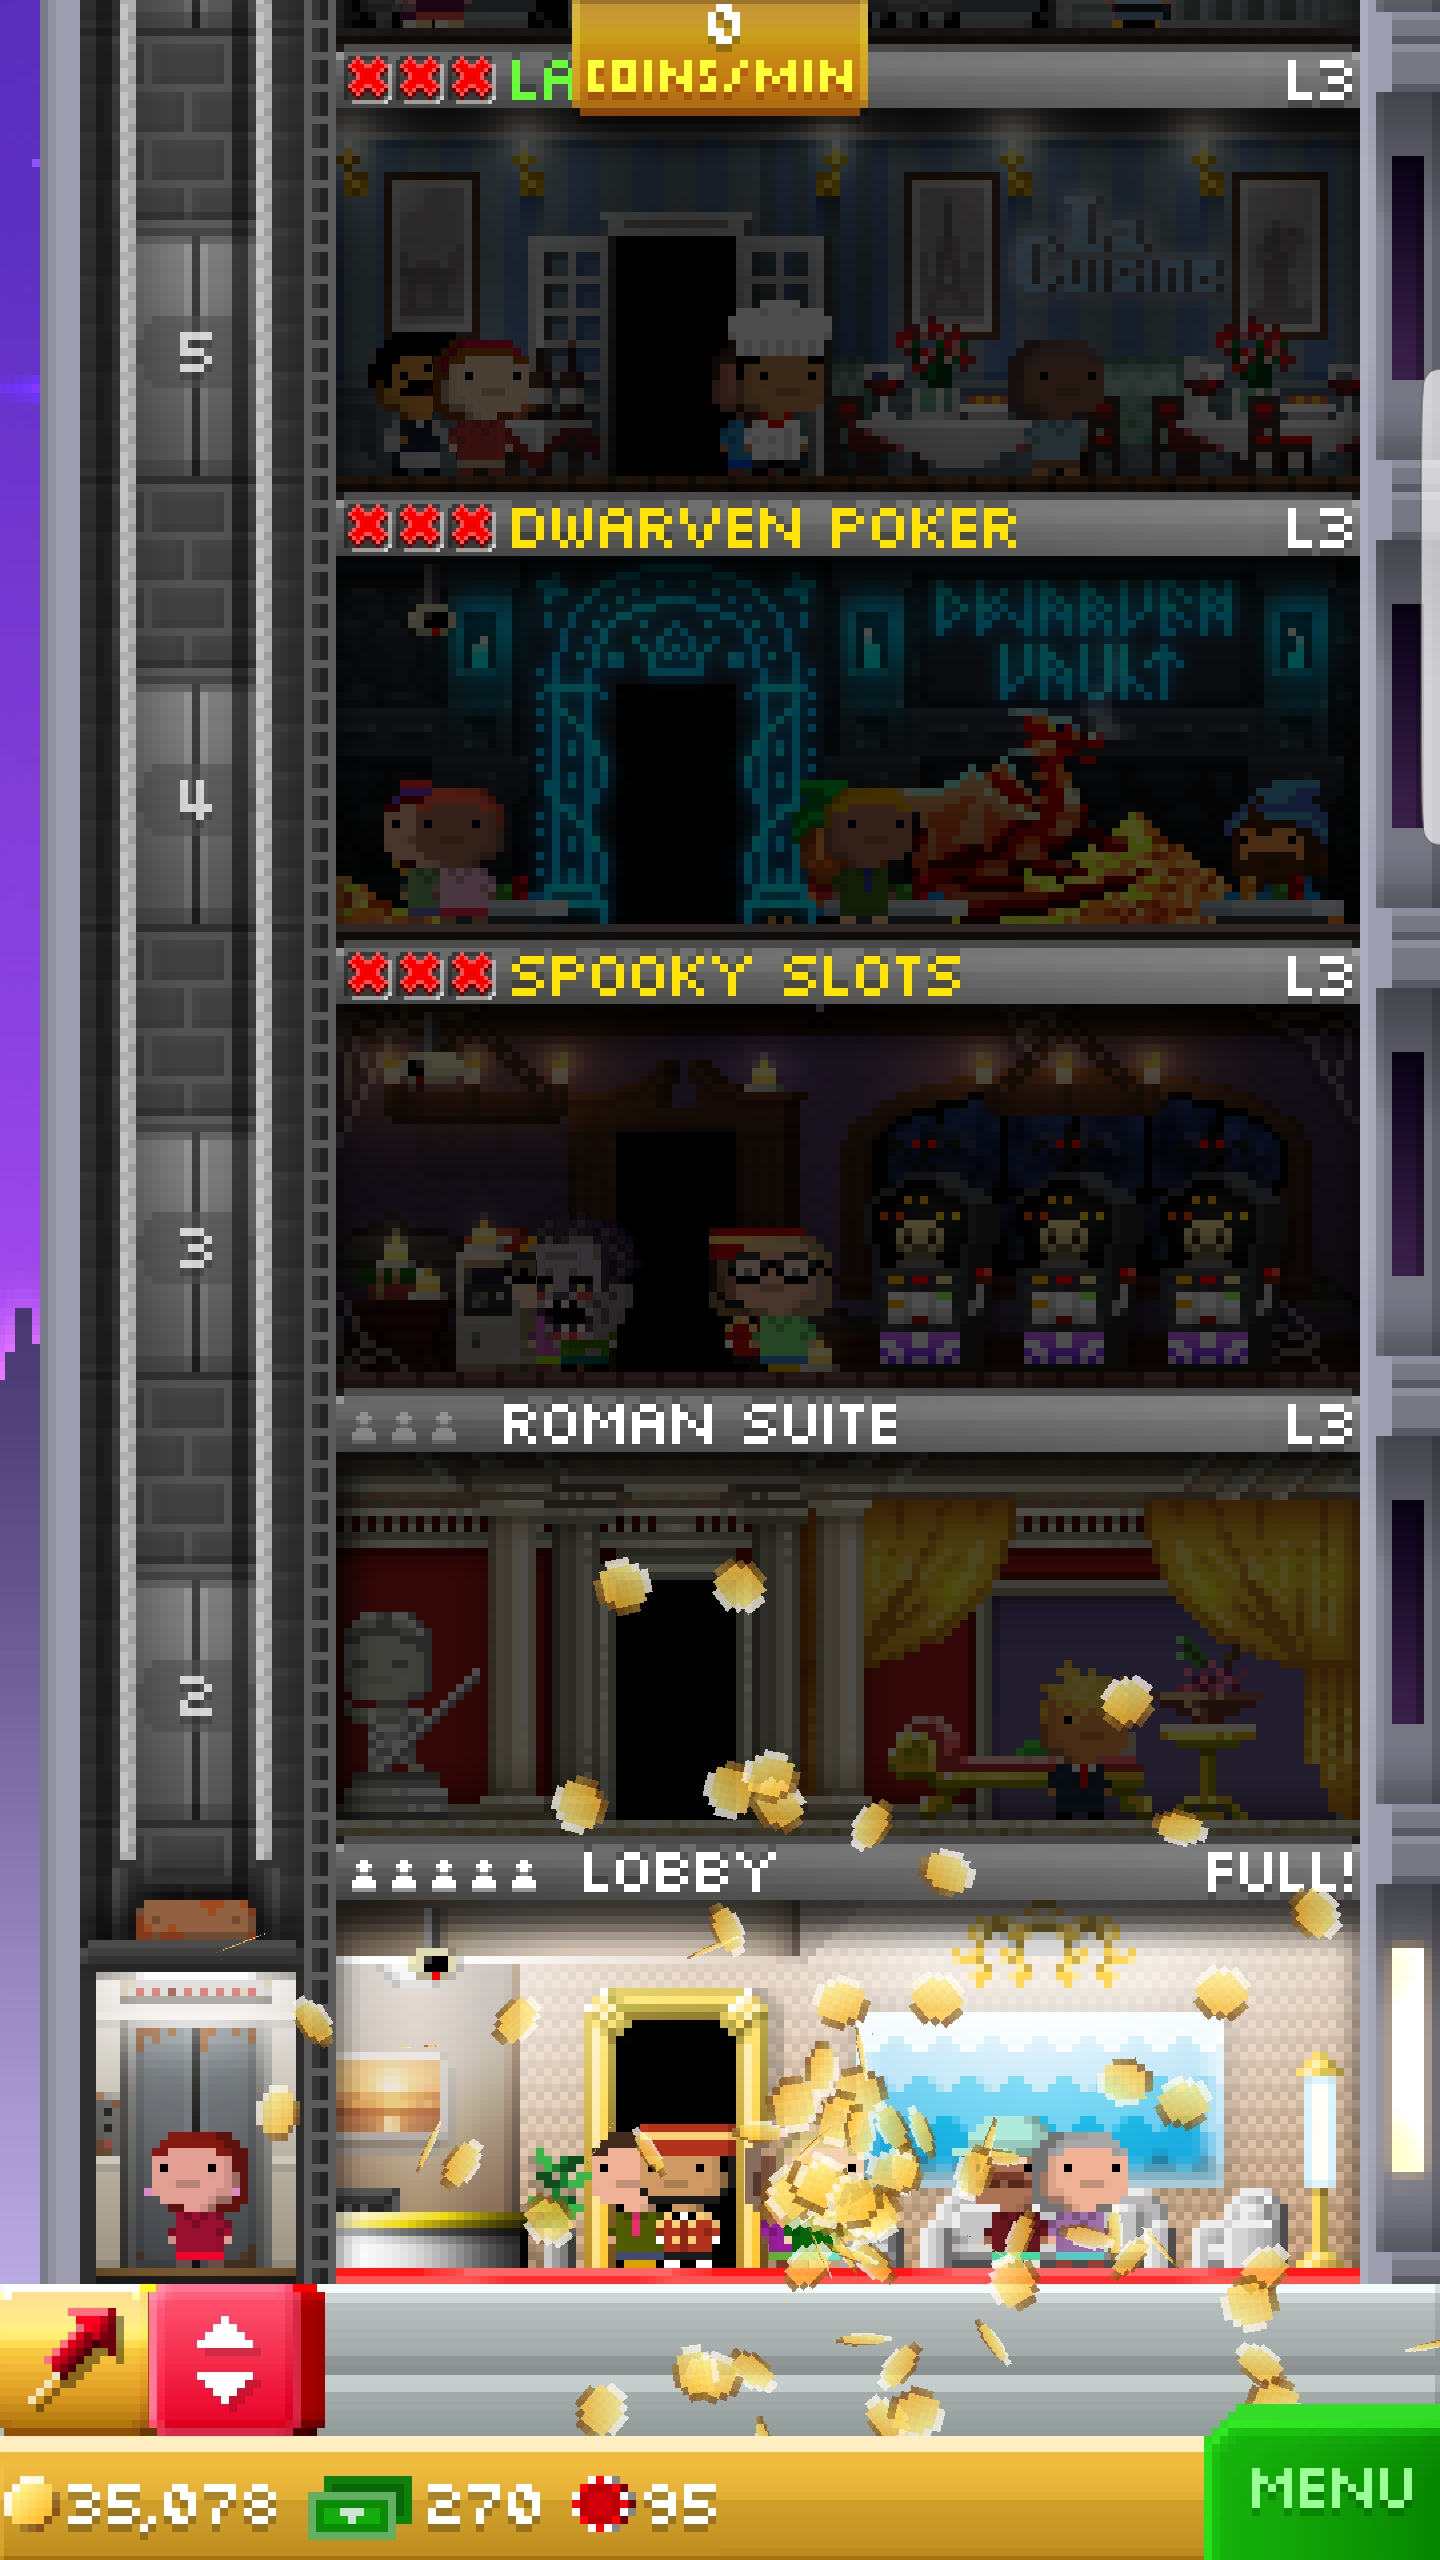 0
COINS/MIN
LA
L3
La Cuisine
5
DWARVEN POKER
L3
DWARVEN
VAULT
4
SPOOKY SLOTS
L3
3
ROMAN SUITE
L3
2
LOBBY
FULL!
35,078
270
95
MENU